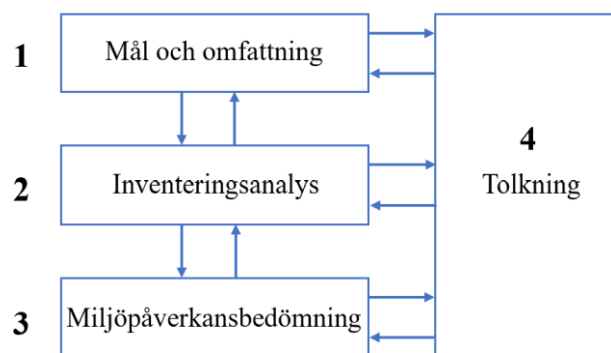 1
Mål och omfattning
2
Inventeringsanalys
3
Miljöpåverkansbedömning
4
Tolkning